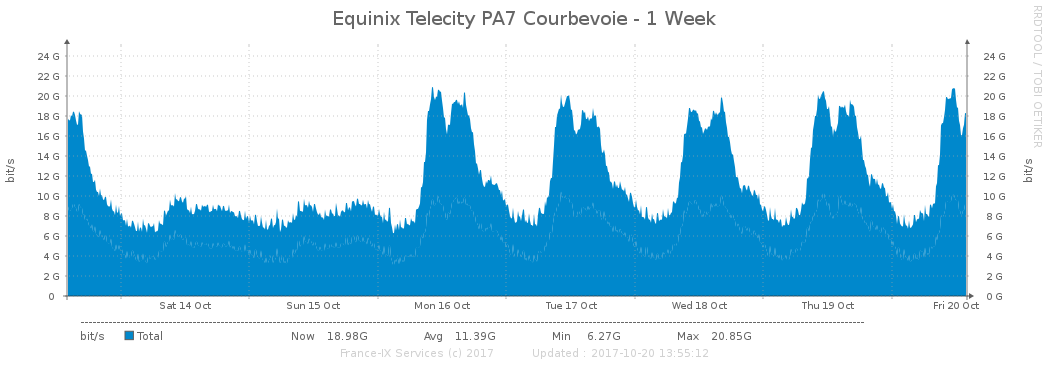 Equinix Telecity PA7 Courbevoie - 1 Week
RRDTOOL / TOBI OETIKER
24 G 24 G
22 G 22 G
20 G 20 G
18 G 18 G
16 G 16 G
14 G 14 G
12 G 12 G
10 G 10 G
8 G 8 G
6 G 6 G
4 G 4 G
2 G 2 G
0 0 G
bit/s
bit/s
Sat 14 Oct Sun 15 Oct Mon 16 Oct Tue 17 Oct Wed 18 Oct Thu 19 Oct Fri 20 Oct
bit/s Total Now 18.98G Avg 11.39G Min 6.27G Max 20.85G
France-IX Services (c) 2017 Updated : 2017-10-20 13:55:12